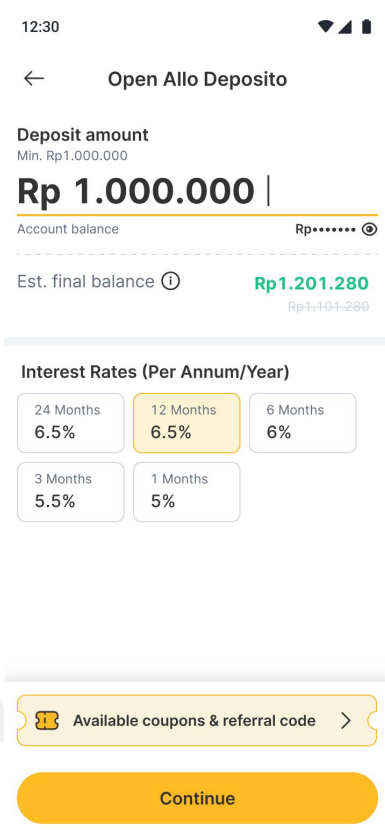 12:30
Open Allo Deposito
Deposit amount
Min. Rp1.000.000
Rp 1.000.000
Account balance Rp•••••••
Est. final balance Rp1.201.280
Rp1.101.280
Interest Rates (Per Annum/Year)
24 Months 12 Months 6 Months
6.5% 6.5% 6%
3 Months 1 Months
5.5% 5%
Available coupons & referral code
Continue